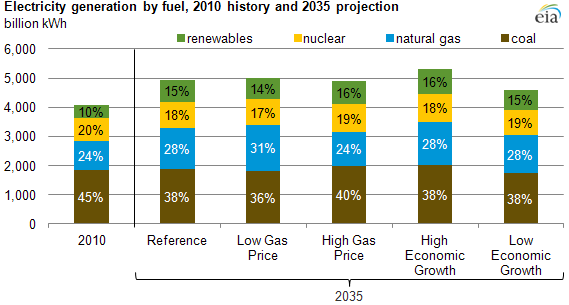 Electricity generation by fuel, 2010 history and 2035 projection
billion kWh
eia
renewables nuclear natural gas coal
6,000
5,000
4,000
3,000
2,000
1,000
0
10%
20%
24%
45%
15%
18%
28%
38%
14%
17%
31%
36%
16%
19%
24%
40%
16%
18%
28%
38%
15%
19%
28%
38%
2010
Reference
Low Gas
Price
High Gas
Price
High
Economic
Growth
Low
Economic
Growth
2035